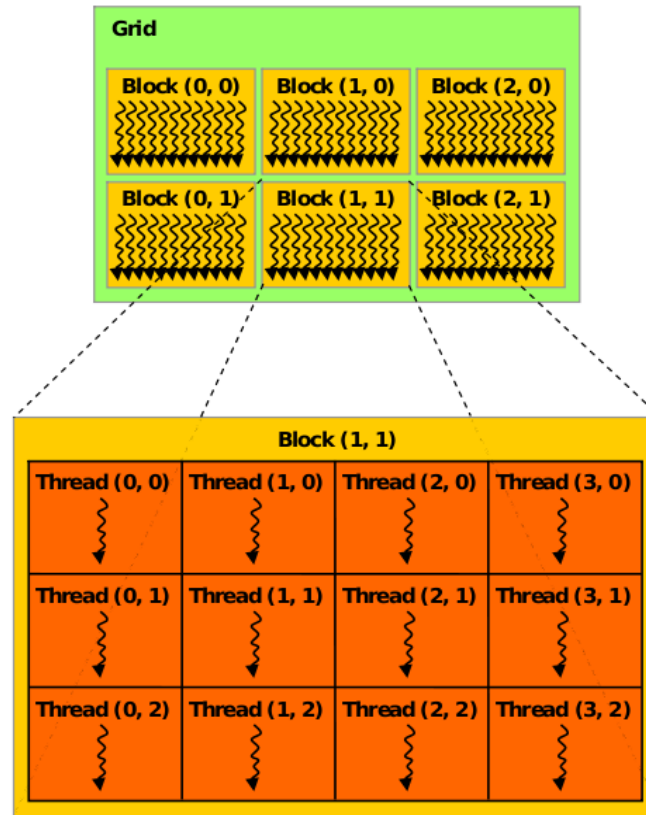 Grid
Block (0, 0) Block (1, 0) Block (2, 0)
Block (0, 1) Block (1, 1) Block (2, 1)
Block (1, 1)
Thread (0, 0) Thread (1, 0) Thread (2, 0) Thread (3, 0)
Thread (0, 1) Thread (1, 1) Thread (2, 1) Thread (3, 1)
Thread (0, 2) Thread (1, 2) Thread (2, 2) Thread (3, 2)